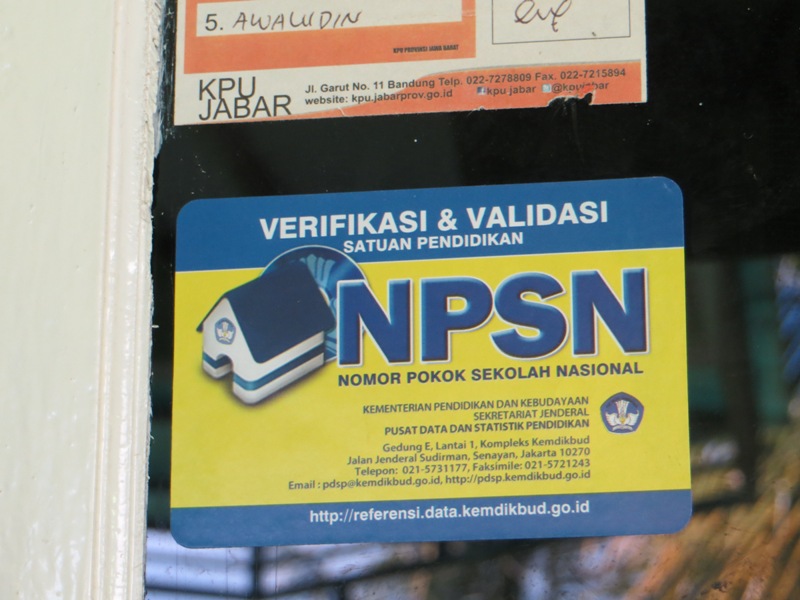 5. AWALUDIN
KPU PROVINSI JAWA BARAT
KPU
JABAR
Jl. Garut No. 11 Bandung Telp. 022-7278809 Fax. 022-7215894
website: kpu.jabarprov.go.id kpu jabar @kpujabar
VERIFIKASI & VALIDASI
SATUAN PENDIDIKAN
NPSN
NOMOR POKOK SEKOLAH NASIONAL
KEMENTERIAN PENDIDIKAN DAN KEBUDAYAAN
SEKRETARIAT JENDERAL
PUSAT DATA DAN STATISTIK PENDIDIKAN
Gedung E, Lantai 1, Kompleks Kemdikbud
Jalan Jenderal Sudirman, Senayan, Jakarta 10270
Telepon: 021-5731177, Faksimile: 021-5721243
Email : pdsp@kemdikbud.go.id, http://pdsp.kemdikbud.go.id
http://referensi.data.kemdikbud.go.id